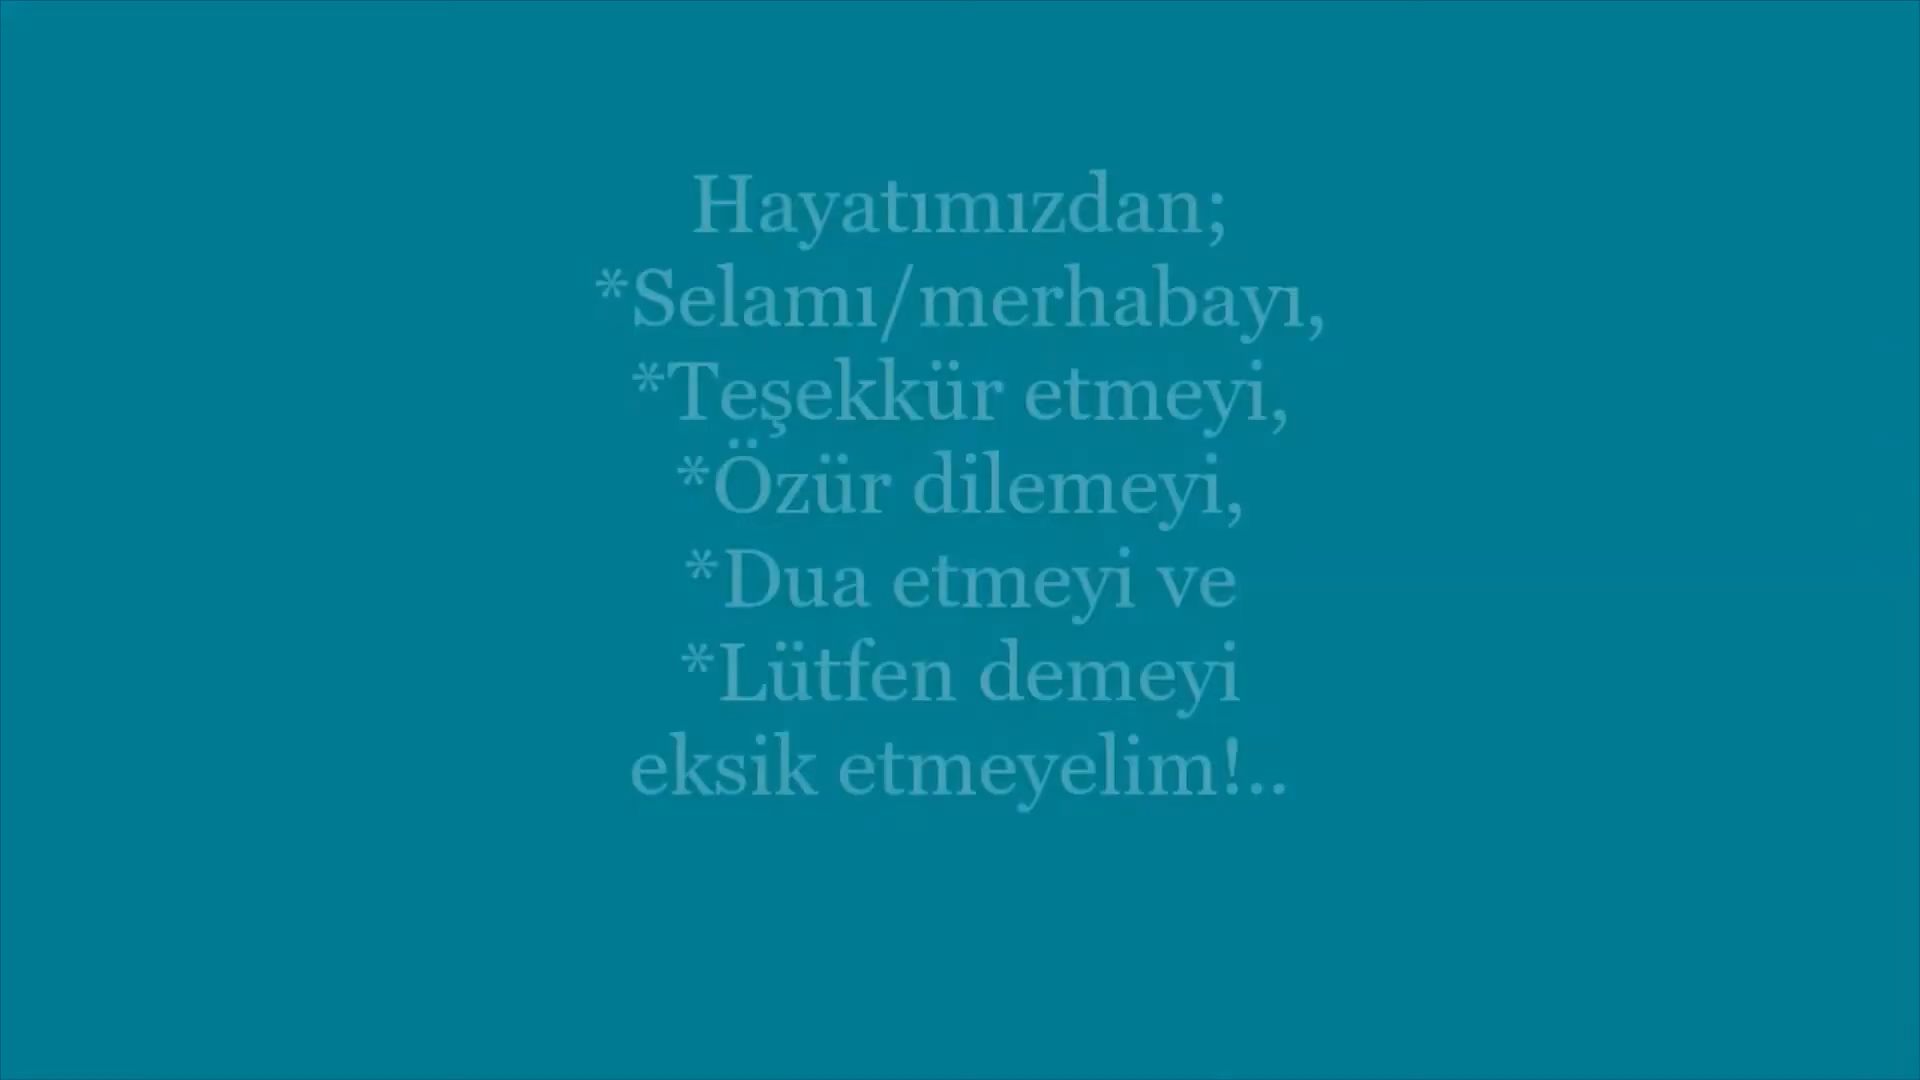 Hayatımızdan;
*Selamı/merhabayı,
*Teşekkür etmeyi,
*Özür dilemeyi,
*Dua etmeyi ve
*Lütfen demeyi
eksik etmeyelim!..